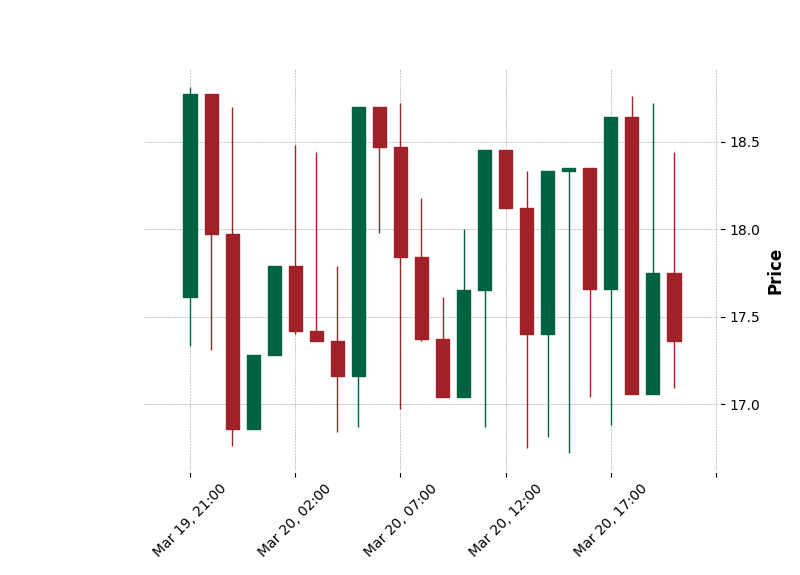 18.5
18.0
17.5
17.0
Price
Mar 19, 21:00
Mar 20, 02:00
Mar 20, 07:00
Mar 20, 12:00
Mar 20, 17:00